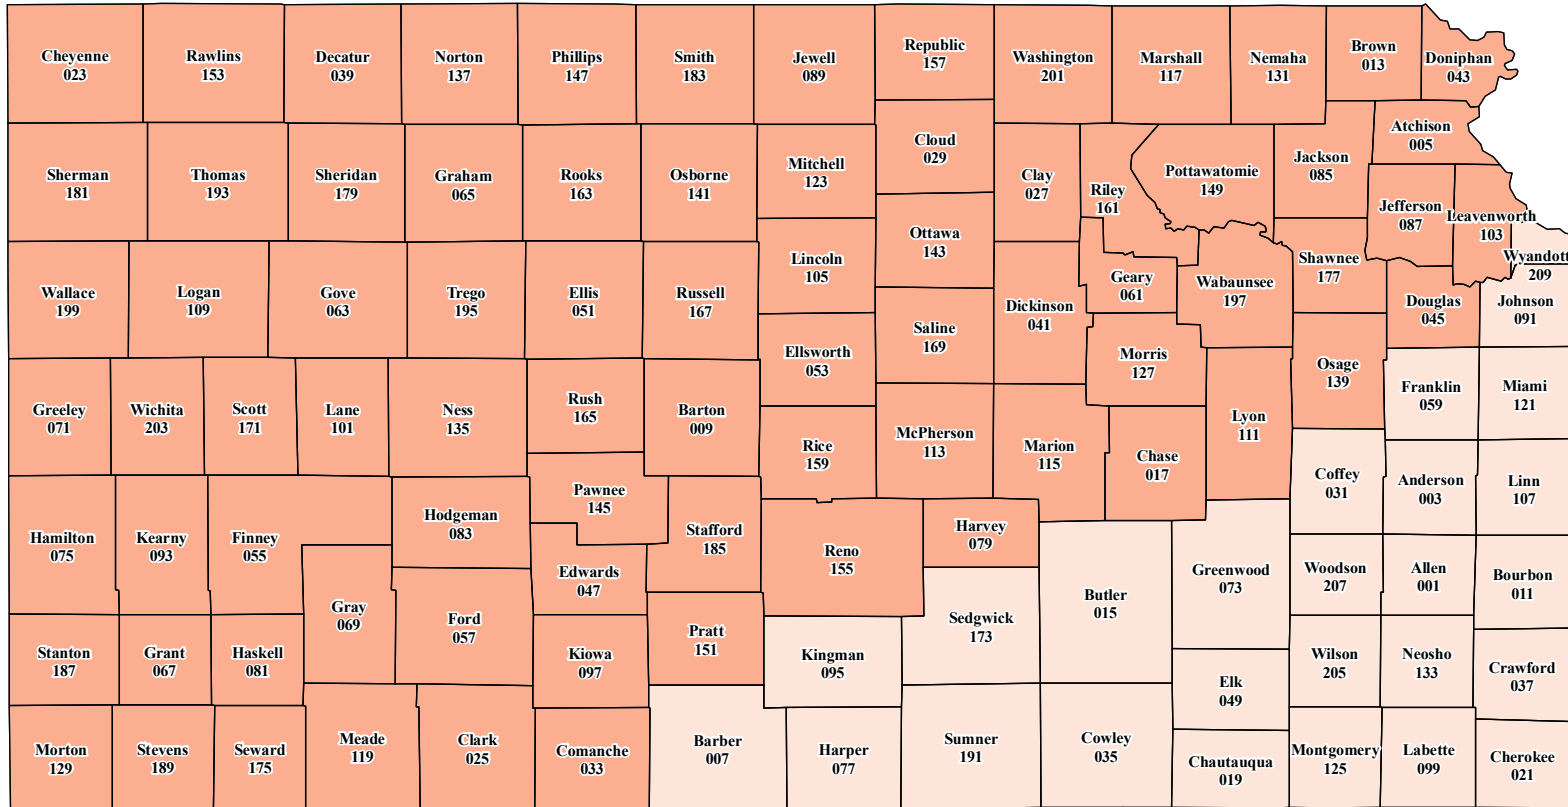 Cheyenne
023
Rawlins
153
Decatur
039
Norton
137
Phillips
147
Smith
183
Jewell
089
Republic
157
Washington
201
Marshall
117
Nemaha
131
Brown
013
Doniphan
043
Sherman
181
Thomas
193
Sheridan
179
Graham
065
Rooks
163
Osborne
141
Mitchell
123
Cloud
029
Clay
027
Riley
161
Pottawatomie
149
Jackson
085
Atchison
005
Jefferson
087
Leavenworth
103
Wyandott
209
Wallace
199
Logan
109
Gove
063
Trego
195
Ellis
051
Russell
167
Lincoln
105
Ottawa
143
Dickinson
041
Geary
061
Wabaunsee
197
Shawnee
177
Douglas
045
Johnson
091
Ellsworth
053
Saline
169
Morris
127
Osage
139
Franklin
059
Miami
121
Greeley
071
Wichita
203
Scott
171
Lane
101
Ness
135
Rush
165
Barton
009
Rice
159
McPherson
113
Marion
115
Chase
017
Lyon
111
Coffey
031
Anderson
003
Linn
107
Hamilton
075
Kearny
093
Finney
055
Hodgeman
083
Pawnee
145
Stafford
185
Reno
155
Harvey
079
Edwards
047
Gray
069
Ford
057
Kiowa
097
Pratt
151
Kingman
095
Sedgwick
173
Butler
015
Greenwood
073
Woodson
207
Allen
001
Bourbon
011
Stanton
187
Grant
067
Haskell
081
Elk
049
Wilson
205
Neosho
133
Crawford
037
Morton
129
Stevens
189
Seward
175
Meade
119
Clark
025
Comanche
033
Barber
007
Harper
077
Sumner
191
Cowley
035
Chautauqua
019
Montgomery
125
Labette
099
Cherokee
021